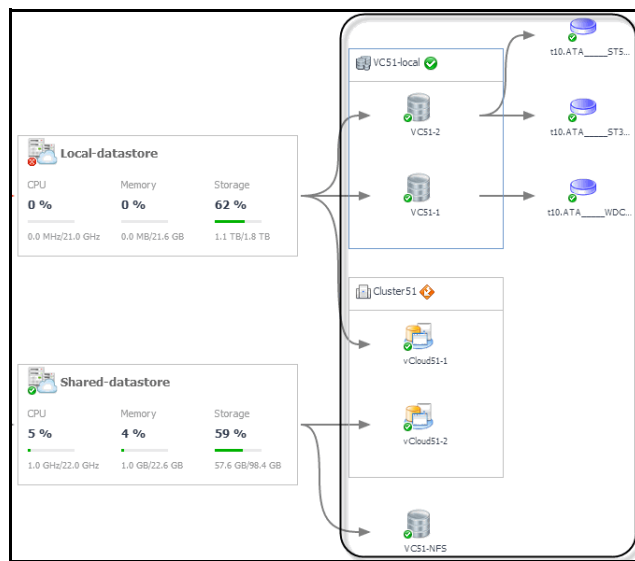 t10.ATA_____ST5...
VC51-local
VC51-2
t10.ATA_____ST3...
Local-datastore
CPU Memory Storage
0 % 0 % 62 %
0.0 MHz/21.0 GHz 0.0 MB/21.6 GB 1.1 TB/1.8 TB
VC51-1
t10.ATA_____WDC...
Cluster51
vCloud51-1
Shared-datastore
CPU Memory Storage
5 % 4 % 59 %
1.0 GHz/22.0 GHz 1.0 GB/22.6 GB 57.6 GB/98.4 GB
vCloud51-2
VC51-NFS